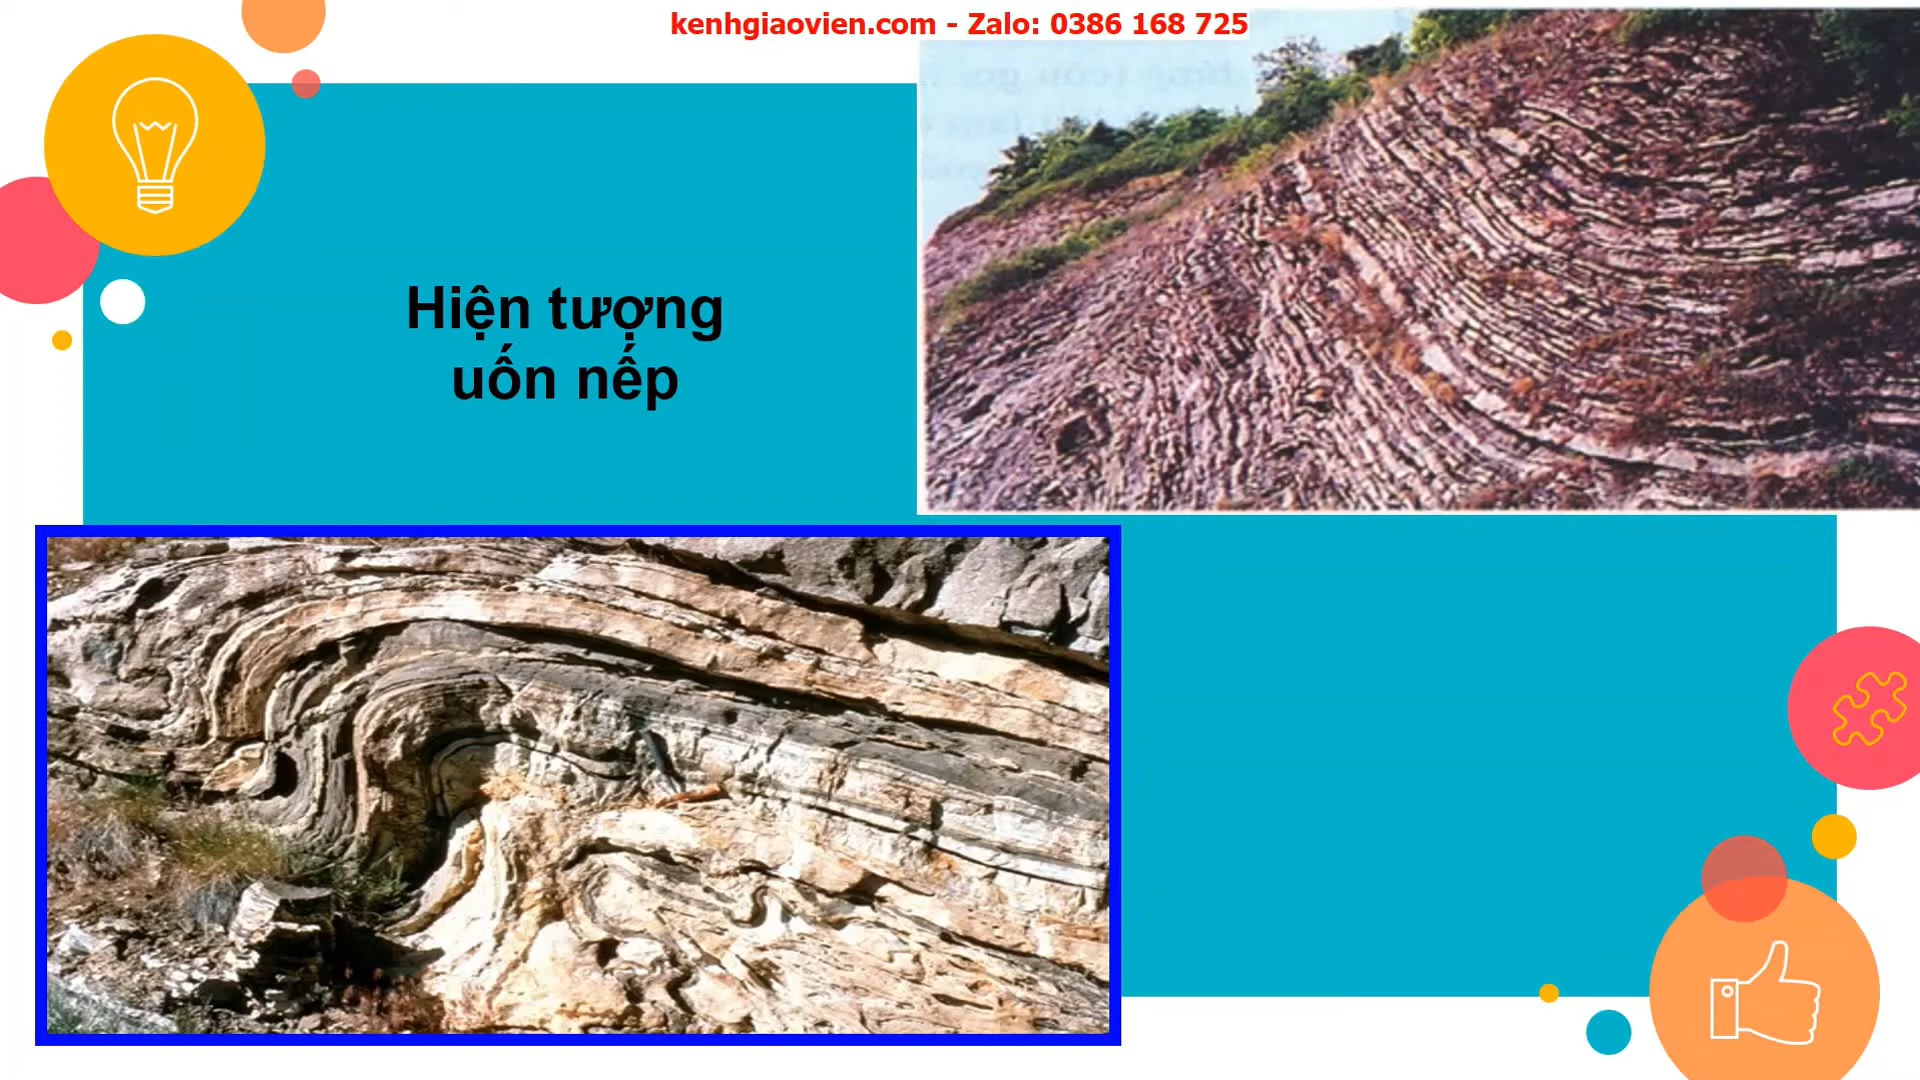 kenhgiaovien.com - Zalo: 0386 168 725
Hiện tượng
uốn nếp